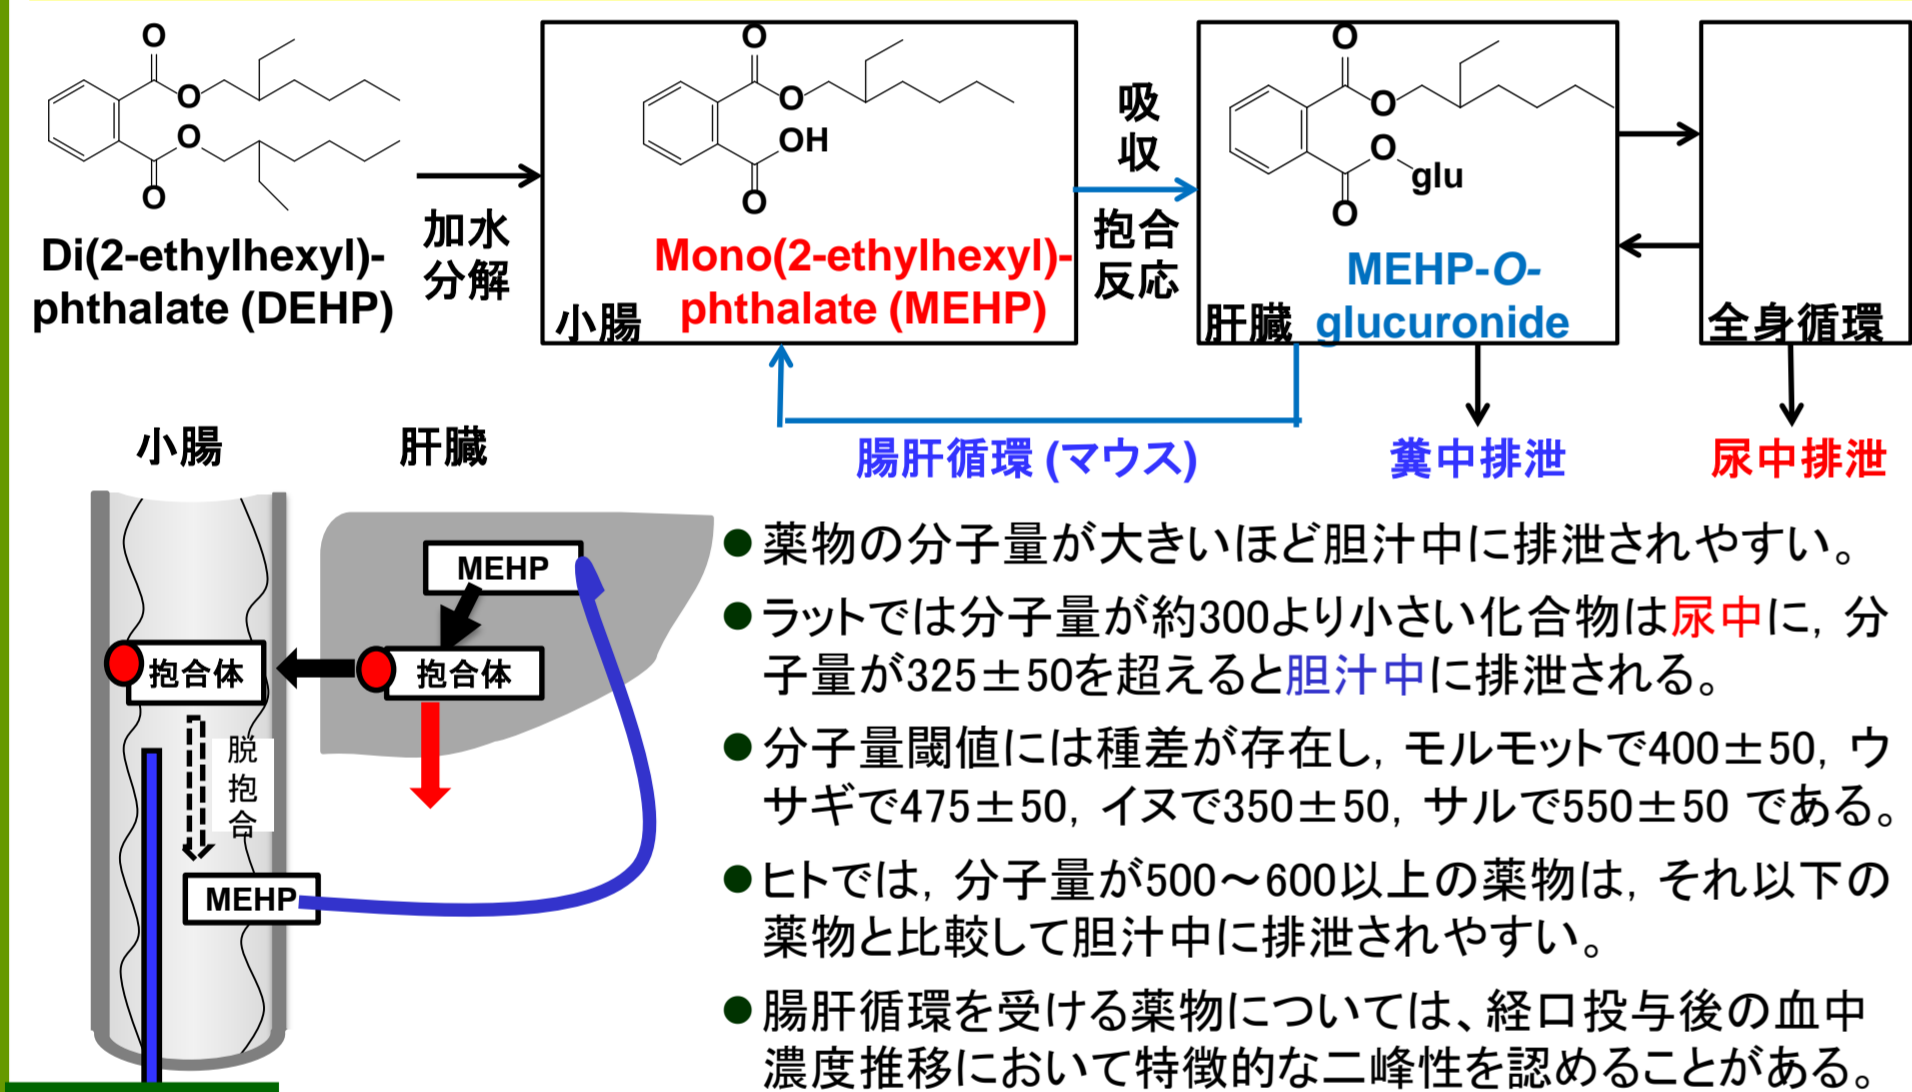 O
O
O
O
Di(2-ethylhexyl)-
phthalate (DEHP)
加水
分解
O
O
OH
O
Mono(2-ethylhexyl)-
phthalate (MEHP)
小腸
吸
収
抱合
反応
O
O
O
glu
O
MEHP-O-
glucuronide
肝臓
全身循環
腸肝循環 (マウス)
糞中排泄
尿中排泄
小腸
肝臓
MEHP
抱合体
抱合体
脱
抱
合
MEHP
●薬物の分子量が大きいほど胆汁中に排泄されやすい。
●ラットでは分子量が約300より小さい化合物は尿中に, 分
子量が325±50を超えると胆汁中に排泄される。
●分子量閾値には種差が存在し, モルモットで400±50, ウ
サギで475±50, イヌで350±50, サルで550±50 である。
●ヒトでは, 分子量が500～600以上の薬物は, それ以下の
薬物と比較して胆汁中に排泄されやすい。
●腸肝循環を受ける薬物については、経口投与後の血中
濃度推移において特徴的な二峰性を認めることがある。